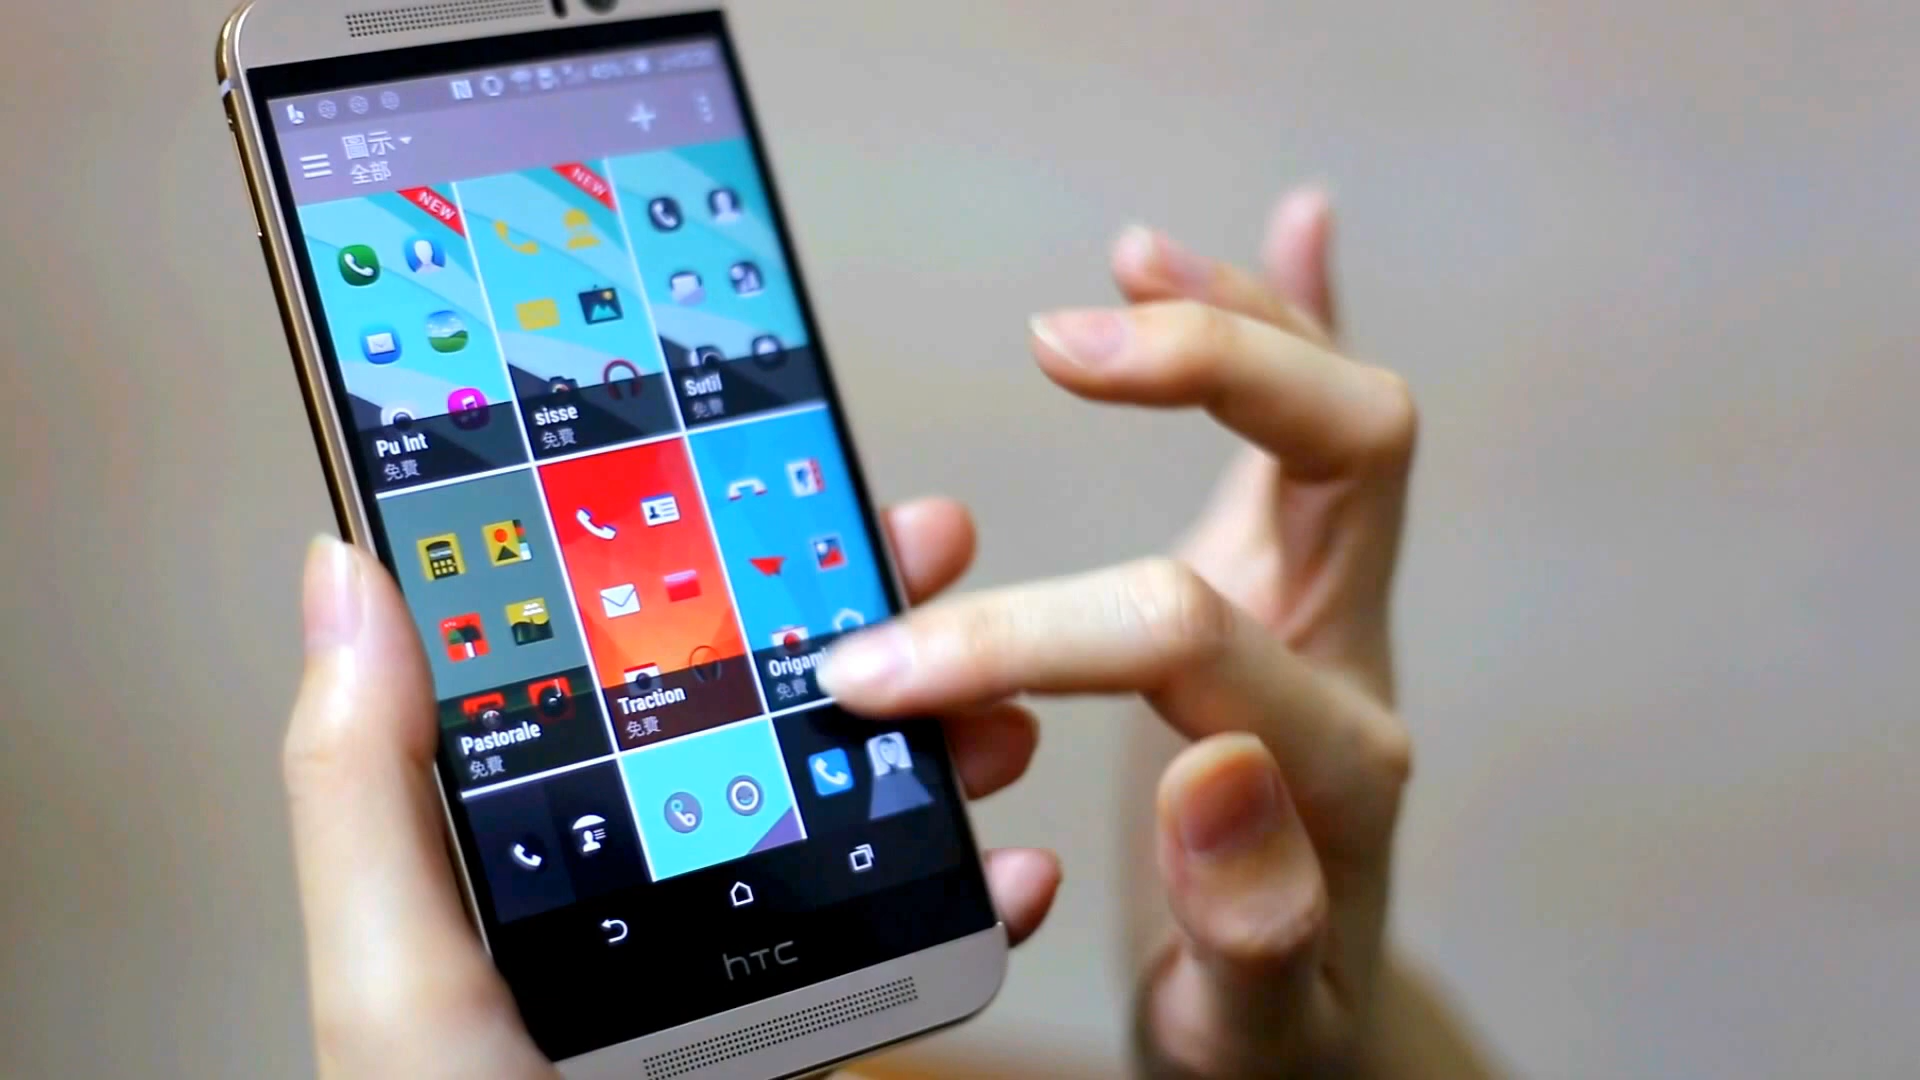 圖示
全部
NEW
NEW
Pu Int
免費
sisse
免費
Sutil
免費
Pastorale
免費
Traction
免費
Origami
免費
hTC